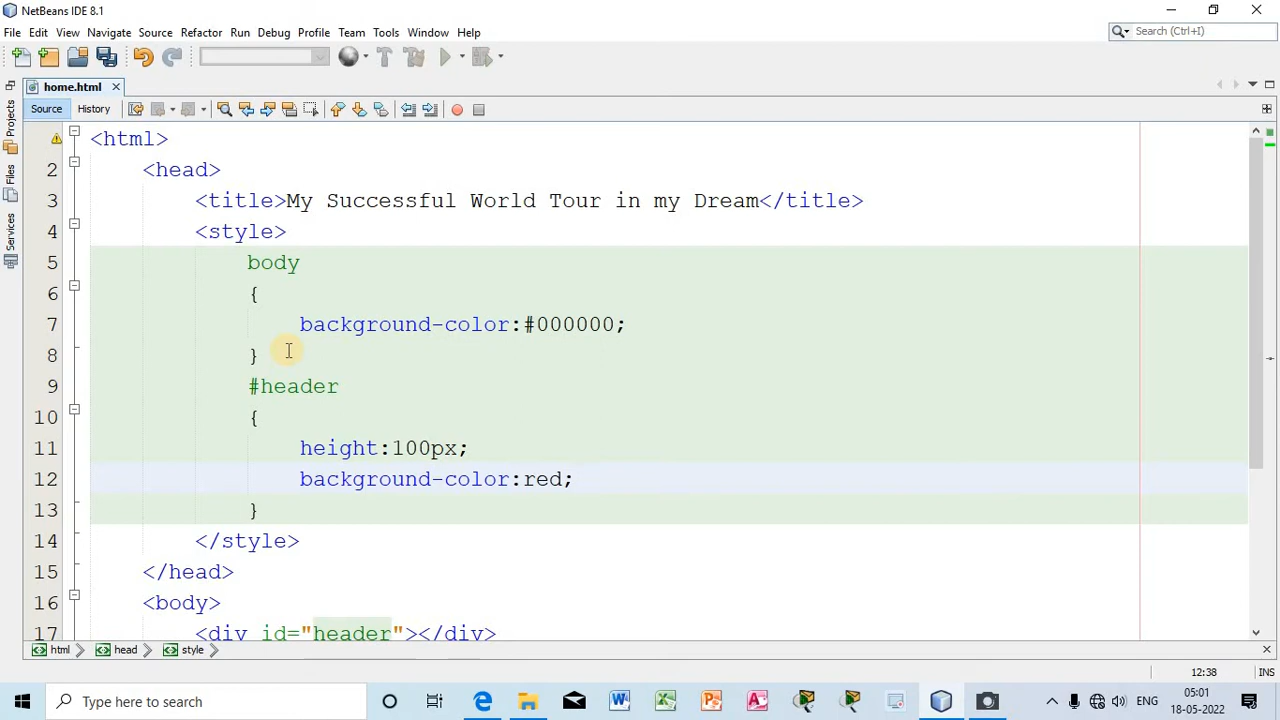 NetBeans IDE 8.1
File Edit View Navigate Source Refactor Run Debug Profile Team Tools Window Help
Search (Ctrl+I)
home.html
Source History
Projects
Files
Services
<html>
2 <head>
3 <title>My Successful World Tour in my Dream</title>
4 <style>
5 body
6 {
7 background-color:#000000;
8 }
9 #header
10 {
11 height:100px;
12 background-color:red;
13 }
14 </style>
15 </head>
16 <body>
17 <div id="header"></div>
html head style
12:38 INS
Type here to search
ENG
05:01
18-05-2022